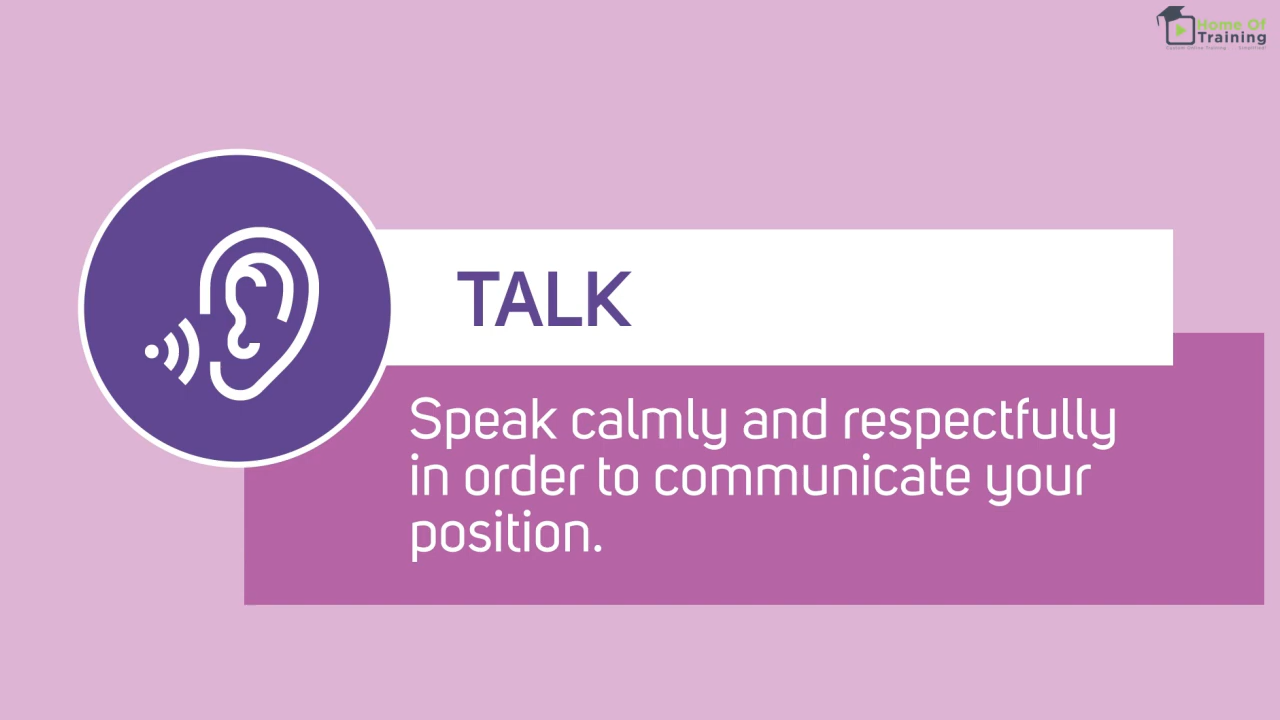 Home Of
Training
TALK
Speak calmly and respectfully
in order to communicate your
position.